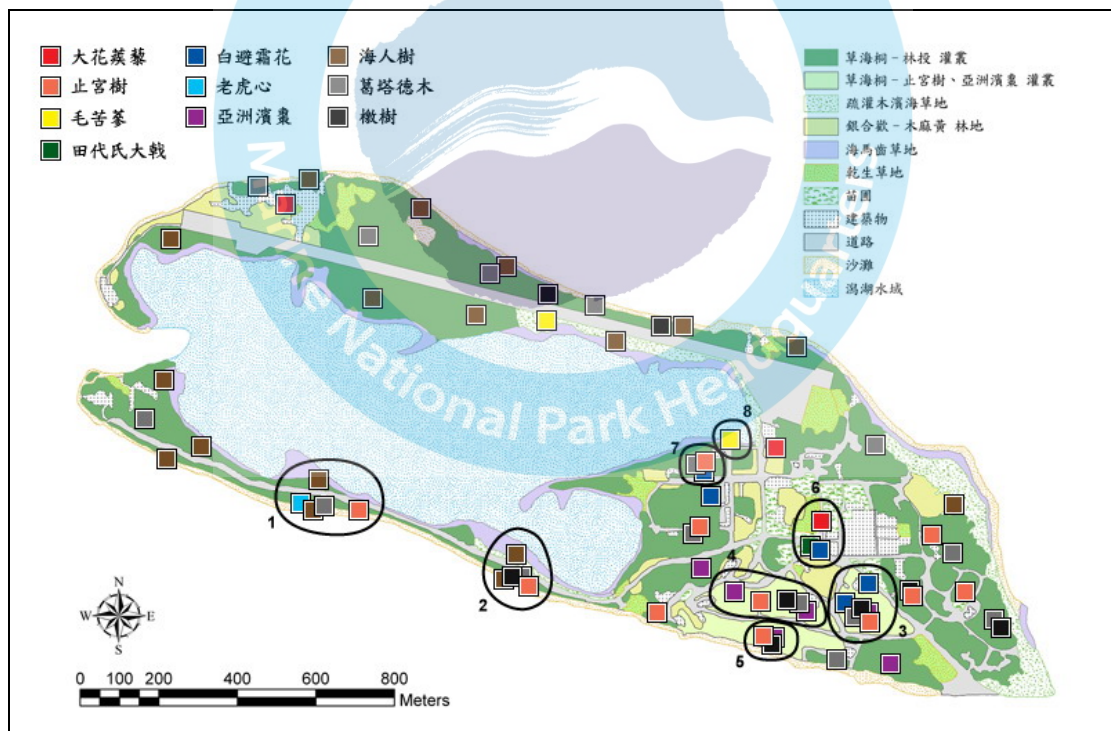 大花蒺藜
止宮樹
毛苦蔘
田代氏大戟
白避霜花
老虎心
亞洲濱棗
海人樹
葛塔德木
橄樹
草海桐－林投 灌叢
草海桐－止宮樹、亞洲濱棗 灌叢
疏灌木濱海草地
銀合歡－木麻黃 林地
海馬齒草地
乾生草地
苗圃
建築物
道路
沙灘
潟湖水域
Marine National Park Headquarters
1
2
3
4
5
6
7
8
N
W E
S
0 200 400 600 800
Meters